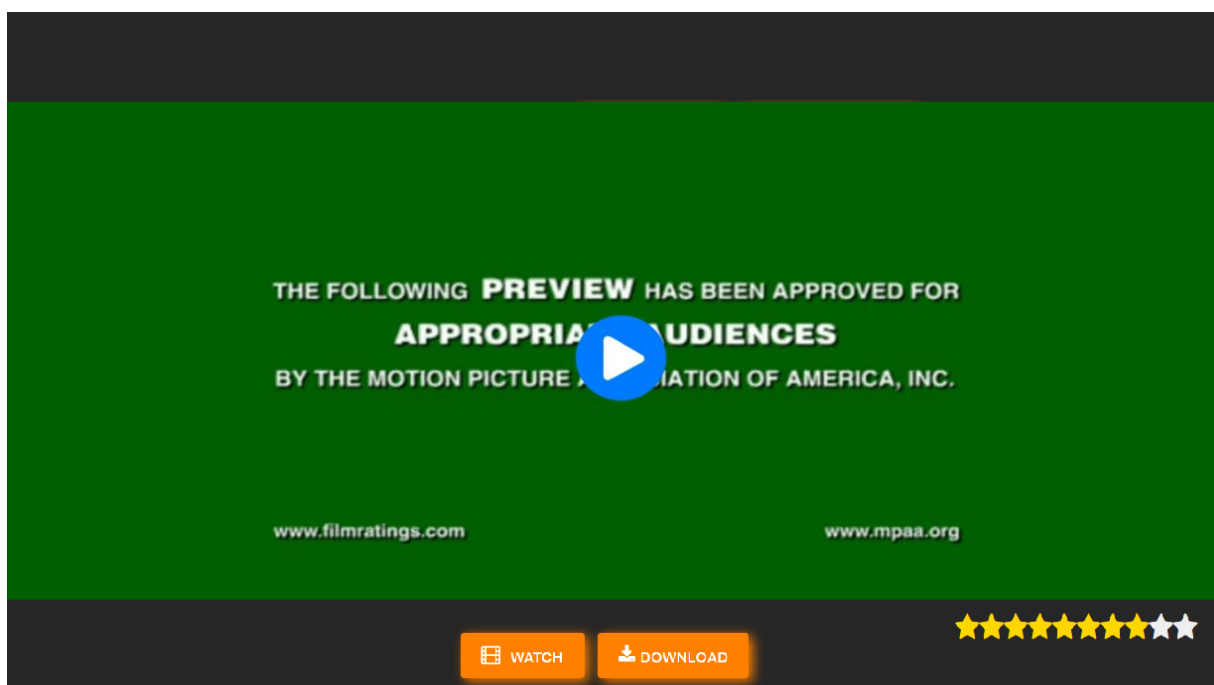 THE FOLLOWING PREVIEW HAS BEEN APPROVED FOR
AUDIENCES
BY THE MOTION PICTURE OF AMERICA, INC.
www.filmratings.com www.mpaa.org
WATCH DOWNLOAD